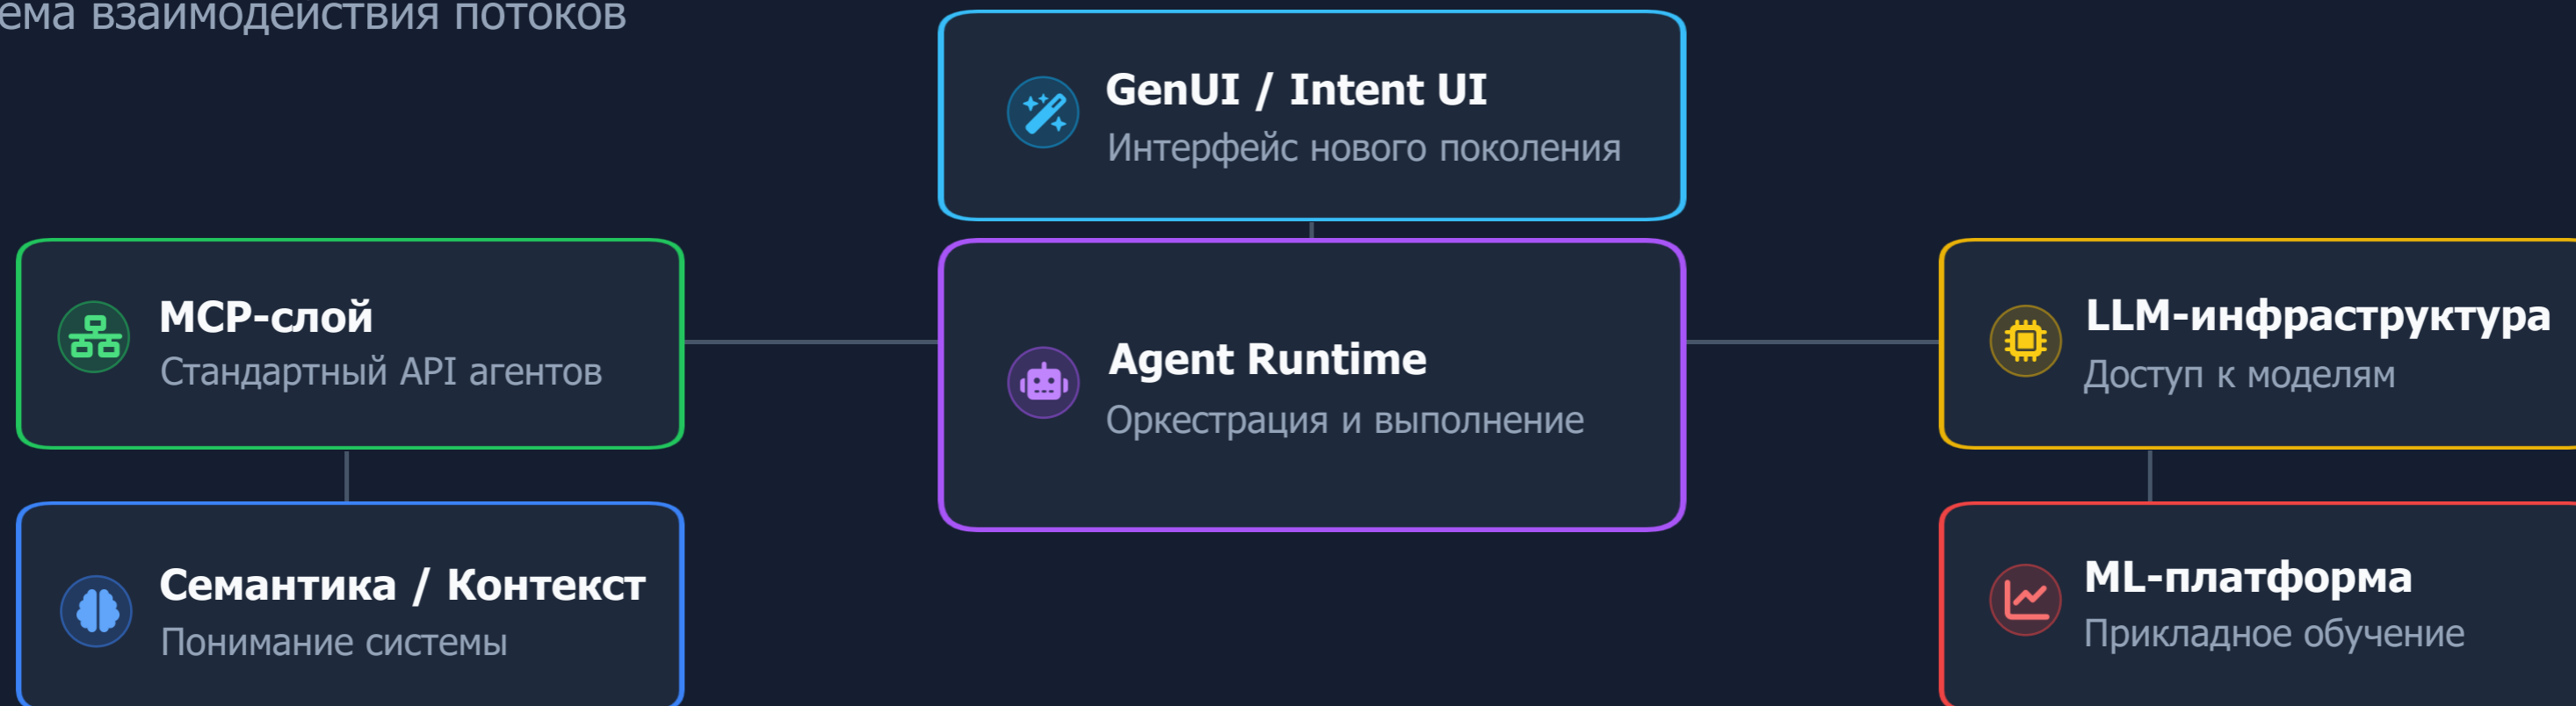 взаимодействия потоков
GenUI / Intent UI
Интерфейс нового поколения
MCP-слой
Стандартный API агентов
Agent Runtime
Оркестрация и выполнение
LLM-инфраструктура
Доступ к моделям
Семантика / Контекст
Понимание системы
ML-платформа
Прикладное обучение